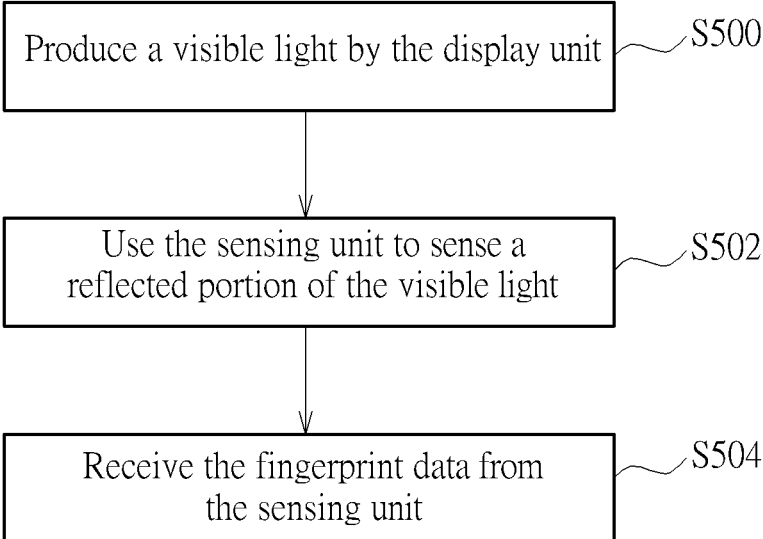 Produce a visible light by the display unit
S500
Use the sensing unit to sense a
reflected portion of the visible light
S502
Receive the fingerprint data from
the sensing unit
S504